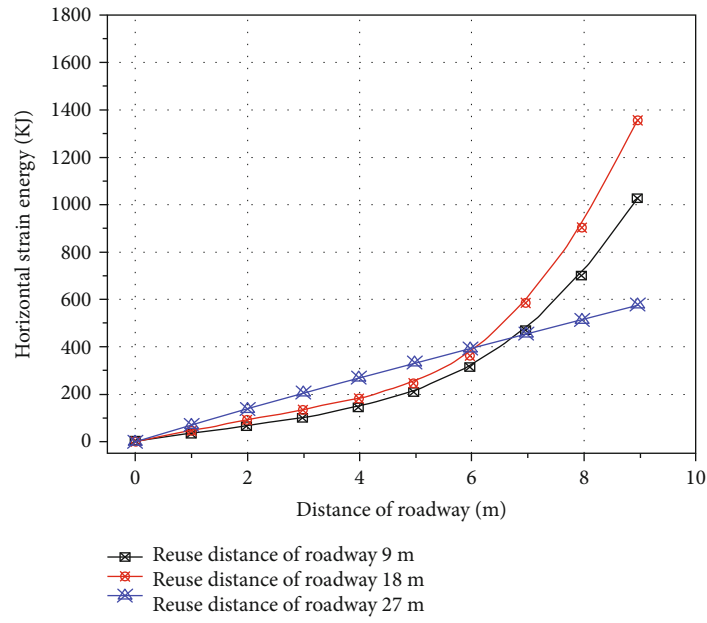 1800
1600
1400
1200
1000
800
600
400
200
0
Horizontal strain energy (KJ)
0 2 4 6 8 10
Distance of roadway (m)
Reuse distance of roadway 9 m
Reuse distance of roadway 18 m
Reuse distance of roadway 27 m